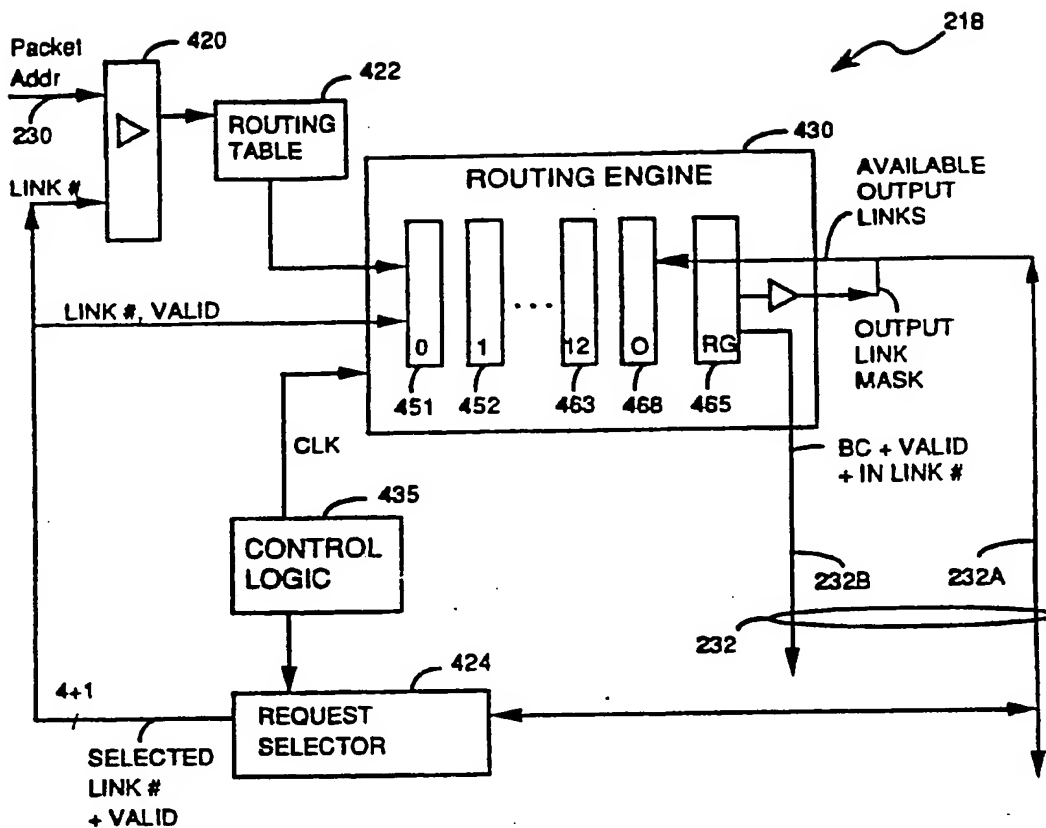 218
420
Packet
Addr
422
230
ROUTING
TABLE
430
ROUTING ENGINE
AVAILABLE
OUTPUT
LINKS
LINK #
LINK #, VALID
0
1
...
12
O
RG
451
452
463
468
465
OUTPUT
LINK
MASK
CLK
BC + VALID
+ IN LINK #
435
CONTROL
LOGIC
232B
232A
232
424
4+1
REQUEST
SELECTOR
SELECTED
LINK #
+ VALID